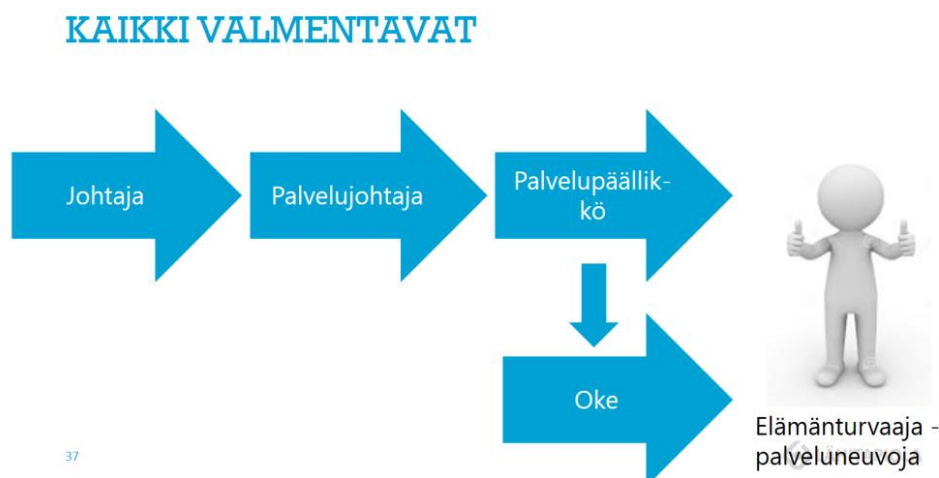 KAIKKI VALMENTAVAT
Johtaja
Palvelujohtaja
Palvelupäällik-
kö
Oke
Elämänturvaaja -
palveluneuvoja
37